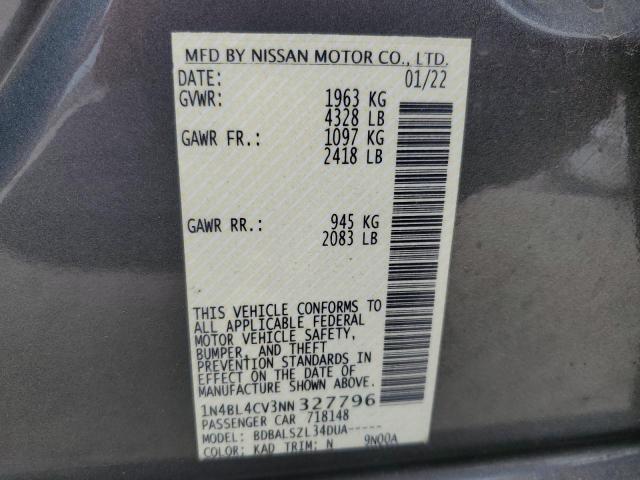 MFD BY NISSAN MOTOR CO., LTD.
DATE: 01/22
GVWR: 1963 KG
4328 LB
GAWR FR.: 1097 KG
2418 LB
GAWR RR.: 945 KG
2083 LB
THIS VEHICLE CONFORMS TO
ALL APPLICABLE FEDERAL
MOTOR VEHICLE SAFETY,
BUMPER, AND THEFT
PREVENTION STANDARDS IN
EFFECT ON THE DATE OF
MANUFACTURE SHOWN ABOVE.
1N4BL4CV3NN327796
PASSENGER CAR 718148
MODEL: BDBALSZL34DUA-----
COLOR: KAD TRIM: N 9N00A